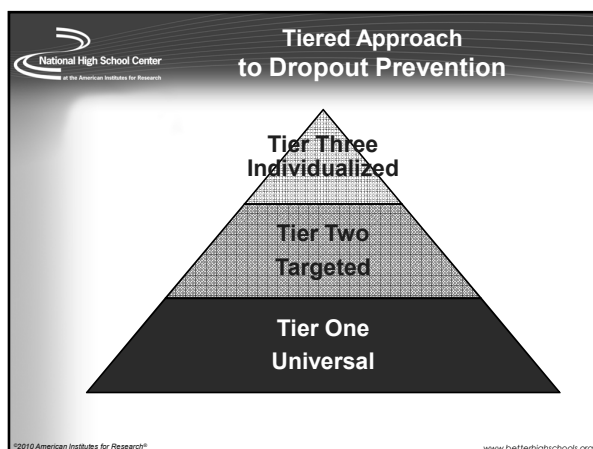 National High School Center
at the American Institutes for Research
Tiered Approach
to Dropout Prevention
Tier Three
Individualized
Tier Two
Targeted
Tier One
Universal
©2010 American Institutes for Research®
www.betterhighschools.org